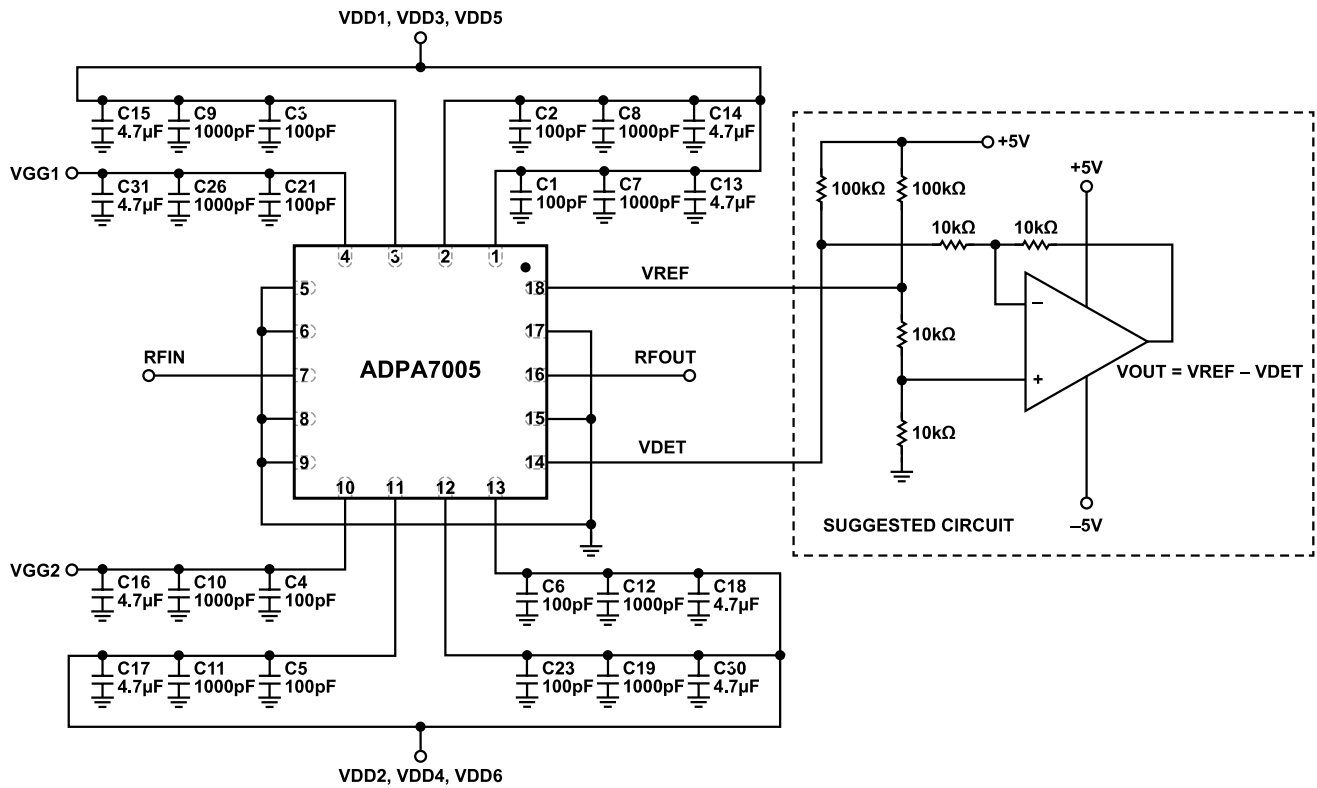 VDD1, VDD3, VDD5
C15
4.7µF
C9
1000pF
C3
100pF
C2
100pF
C8
1000pF
C14
4.7µF
VGG1
C31
4.7µF
C26
1000pF
C21
100pF
C1
100pF
C7
1000pF
C13
4.7µF
4
3
2
1
5
6
7
8
9
18
17
16
15
14
10
11
12
13
ADPA7005
RFIN
VREF
RFOUT
VDET
+5V
100kΩ
100kΩ
+5V
10kΩ
10kΩ
–
10kΩ
+
VOUT = VREF – VDET
10kΩ
–5V
SUGGESTED CIRCUIT
VGG2
C16
4.7µF
C10
1000pF
C4
100pF
C6
100pF
C12
1000pF
C18
4.7µF
C17
4.7µF
C11
1000pF
C5
100pF
C23
100pF
C19
1000pF
C30
4.7µF
VDD2, VDD4, VDD6